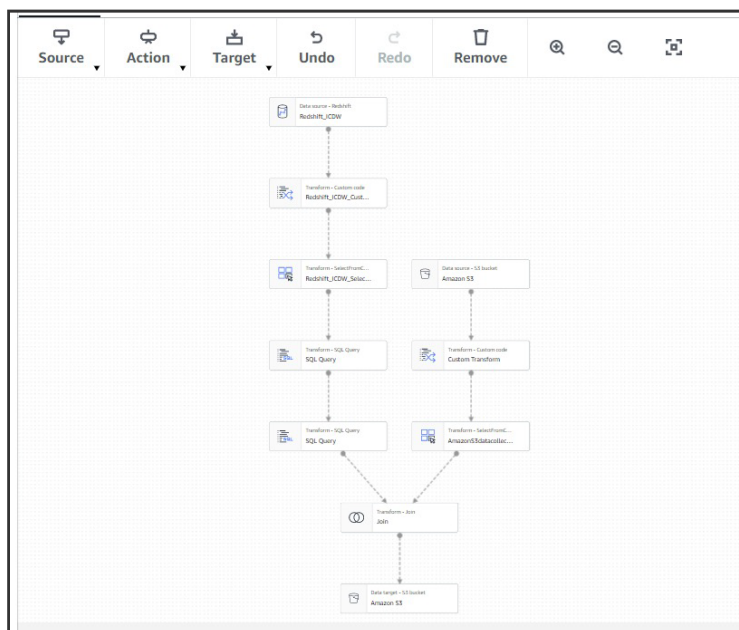 Source
Action
Target
Undo
Redo
Remove
Data source - Redshift
Redshift_ICDW
Transform - Custom code
Redshift_ICDW_Cust...
Transform - SelectFromC...
Redshift_ICDW_Selec...
Data source - S3 bucket
Amazon S3
Transform - SQL Query
SQL Query
Transform - Custom code
Custom Transform
Transform - SQL Query
SQL Query
Transform - SelectFromC...
AmazonS3datacollec...
Transform - Join
Join
Data target - S3 bucket
Amazon S3